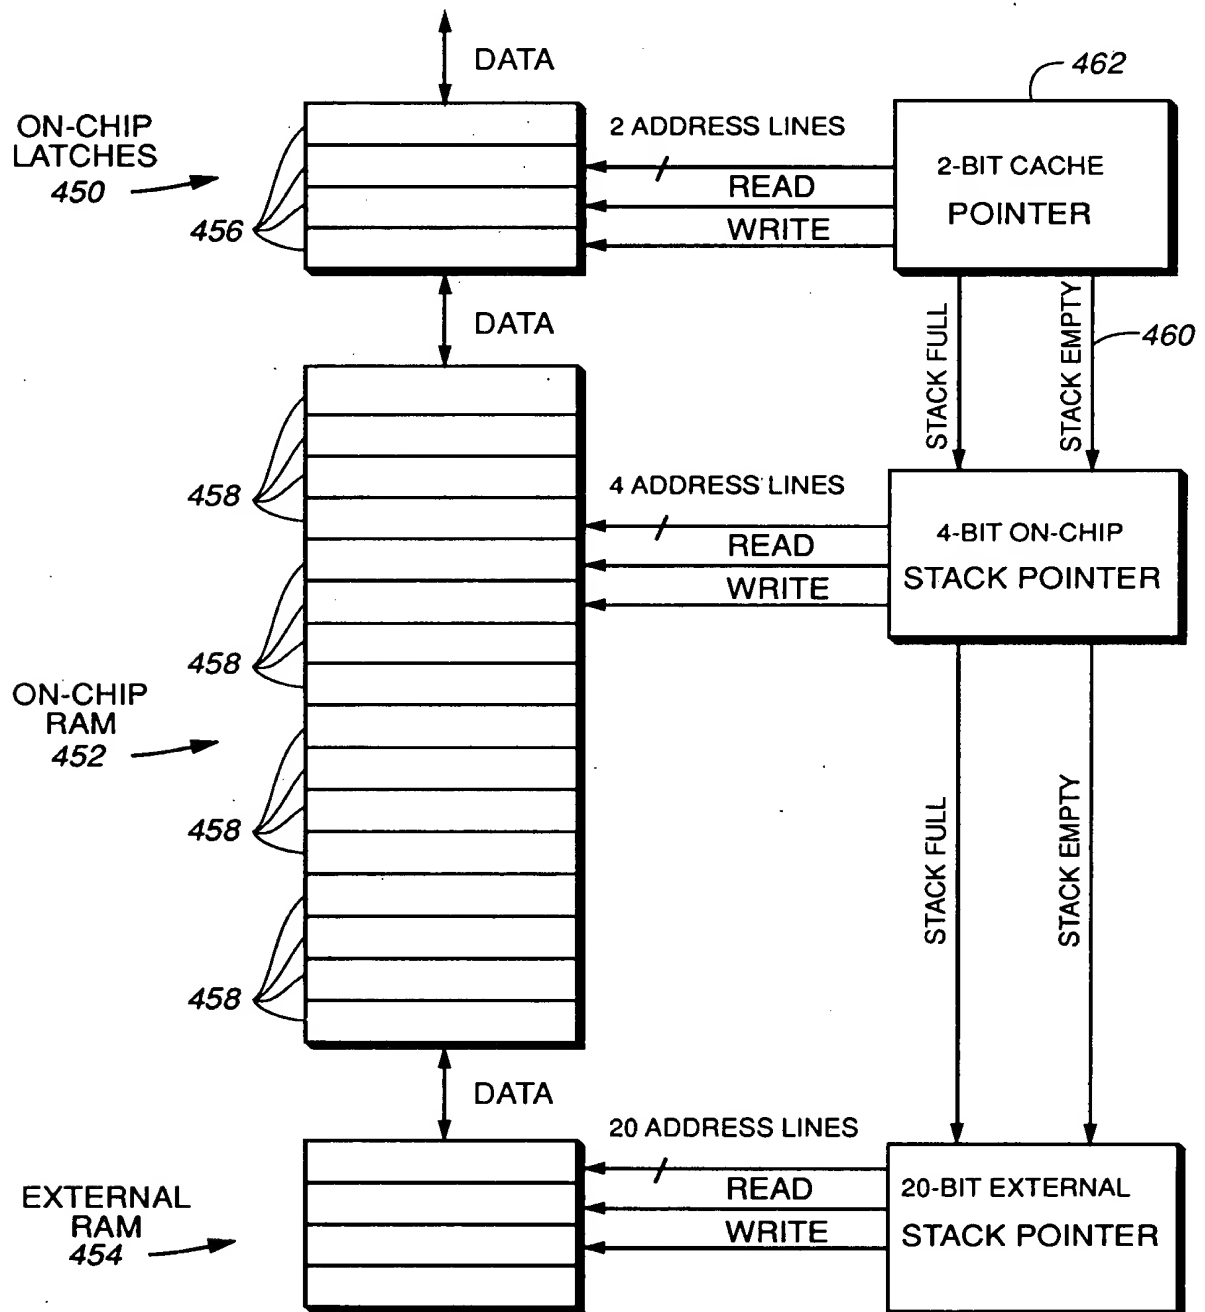 DATA
462
ON-CHIP
LATCHES
450
456
2 ADDRESS LINES
READ
WRITE
2-BIT CACHE
POINTER
DATA
STACK FULL
STACK EMPTY
460
458
4 ADDRESS LINES
READ
WRITE
4-BIT ON-CHIP
STACK POINTER
458
ON-CHIP
RAM
452
458
STACK FULL
STACK EMPTY
458
DATA
20 ADDRESS LINES
READ
WRITE
20-BIT EXTERNAL
STACK POINTER
EXTERNAL
RAM
454